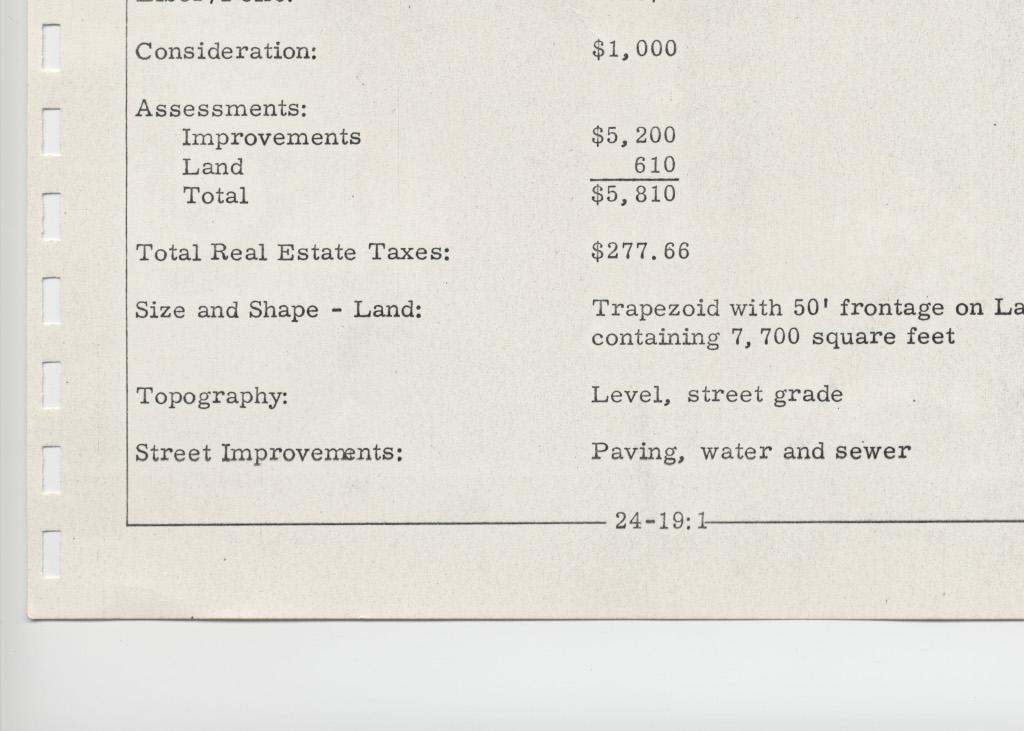 Consideration: $1,000
Assessments:
Improvements $5,200
Land 610
Total $5,810
Total Real Estate Taxes: $277.66
Size and Shape - Land: Trapezoid with 50' frontage on La
containing 7,700 square feet
Topography: Level, street grade
Street Improvements: Paving, water and sewer
24-19:1